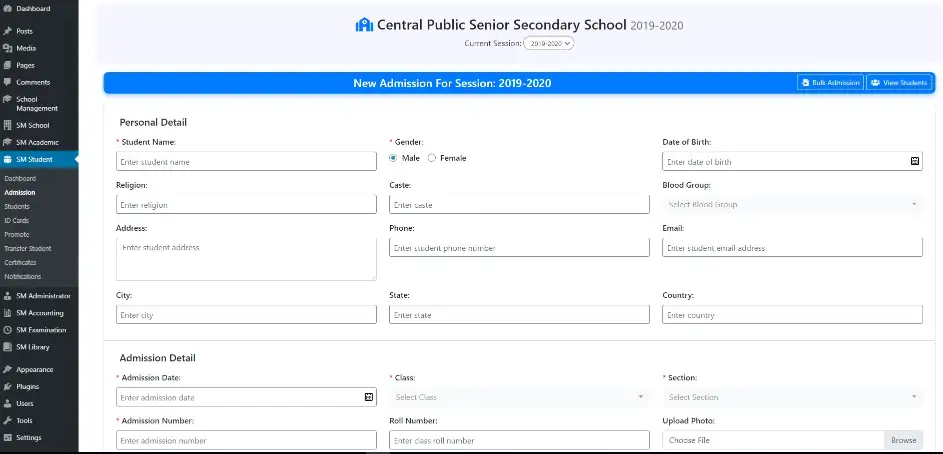 Dashboard
Posts
Media
Pages
Comments
School
Management
SM School
SM Academic
SM Student
Dashboard
Admission
Students
ID Cards
Promote
Transfer Student
Certificates
Notifications
SM Administrator
SM Accounting
SM Examination
SM Library
Appearance
Plugins
Users
Tools
Settings
Central Public Senior Secondary School 2019-2020
Current Session: 2019-2020
New Admission For Session: 2019-2020 Bulk Admission View Students
Personal Detail
* Student Name: * Gender: Date of Birth:
Enter student name Male Female Enter date of birth
Religion: Caste: Blood Group:
Enter religion Enter caste Select Blood Group
Address: Phone: Email:
Enter student address Enter student phone number Enter student email address
City: State: Country:
Enter city Enter state Enter country
Admission Detail
* Admission Date: * Class: * Section:
Enter admission date Select Class Select Section
* Admission Number: Roll Number: Upload Photo:
Enter admission number Enter class roll number Choose File Browse